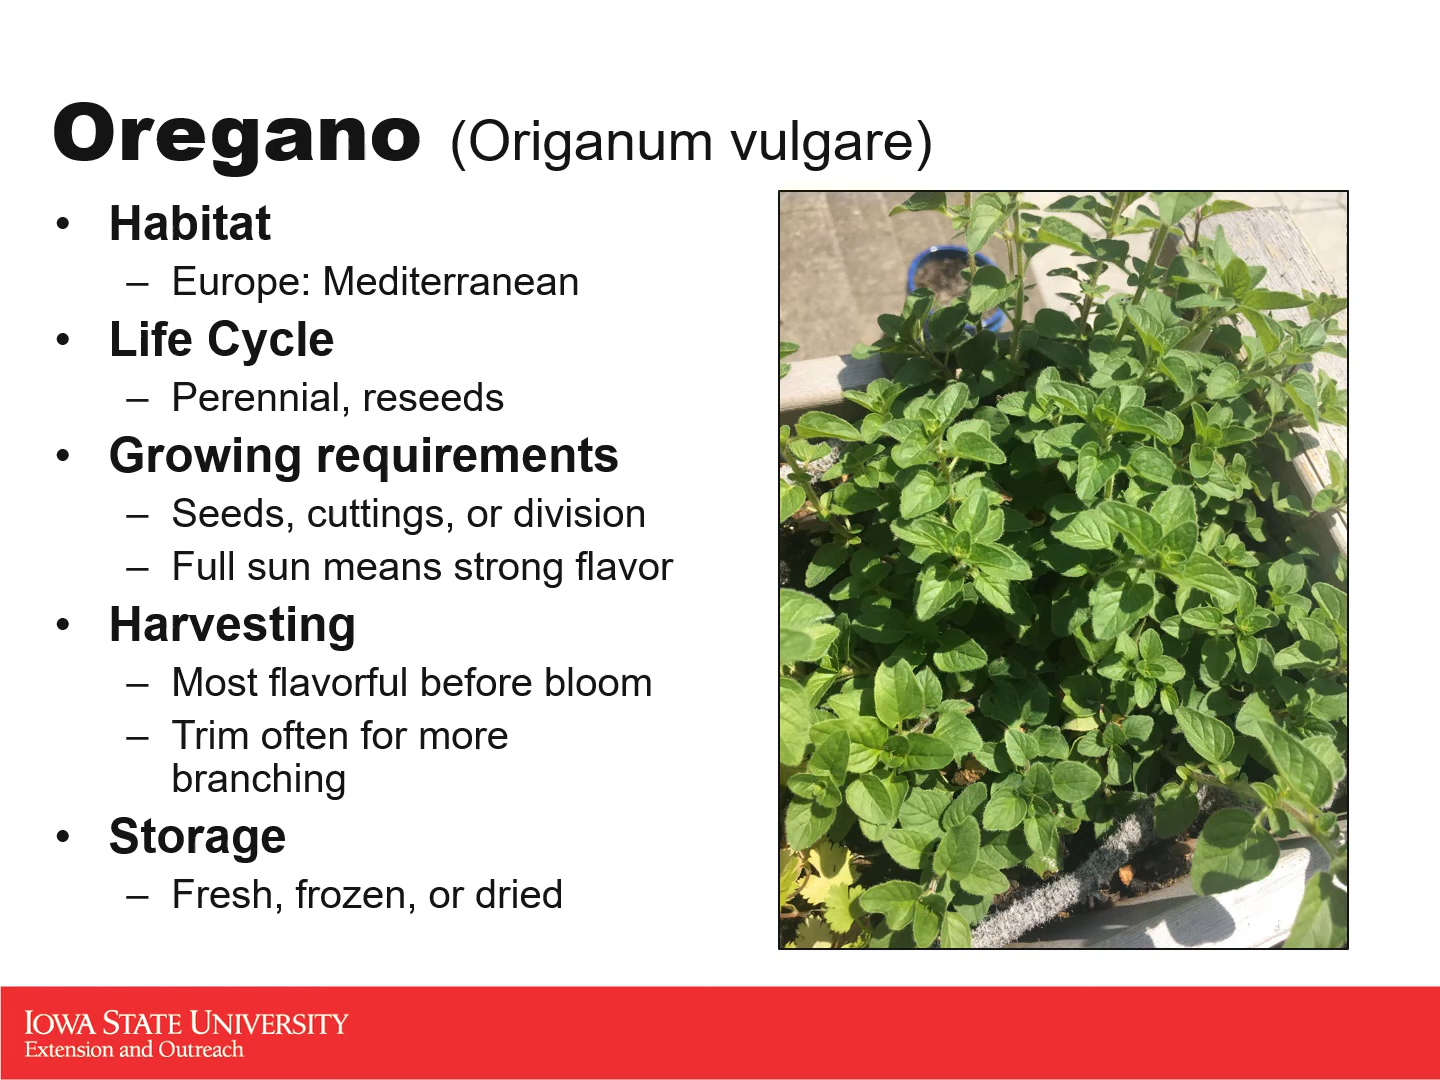 Oregano (Origanum vulgare)
• Habitat
– Europe: Mediterranean
• Life Cycle
– Perennial, reseeds
• Growing requirements
– Seeds, cuttings, or division
– Full sun means strong flavor
• Harvesting
– Most flavorful before bloom
– Trim often for more
branching
• Storage
– Fresh, frozen, or dried
IOWA STATE UNIVERSITY
Extension and Outreach